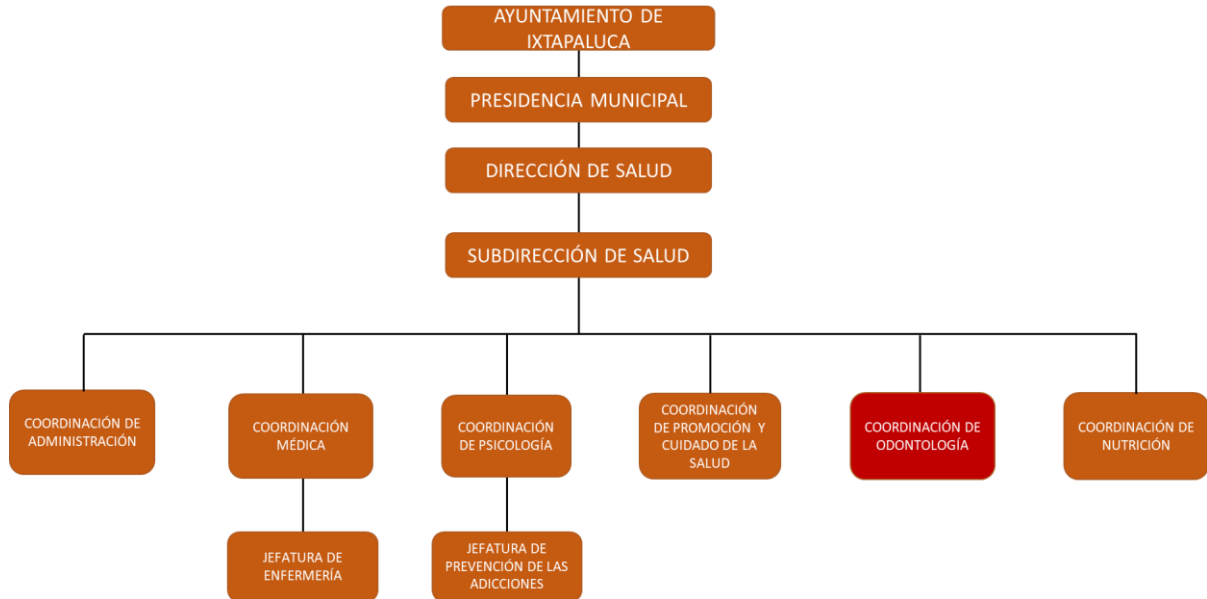 AYUNTAMIENTO DE
IXTAPALUCA
PRESIDENCIA MUNICIPAL
DIRECCIÓN DE SALUD
SUBDIRECCIÓN DE SALUD
COORDINACIÓN DE
ADMINISTRACIÓN
COORDINACIÓN
MÉDICA
COORDINACIÓN
DE PSICOLOGÍA
COORDINACIÓN
DE PROMOCIÓN Y
CUIDADO DE LA
SALUD
COORDINACIÓN DE
ODONTOLOGÍA
COORDINACIÓN DE
NUTRICIÓN
JEFATURA DE
ENFERMERÍA
JEFATURA DE
PREVENCIÓN DE LAS
ADICCIONES